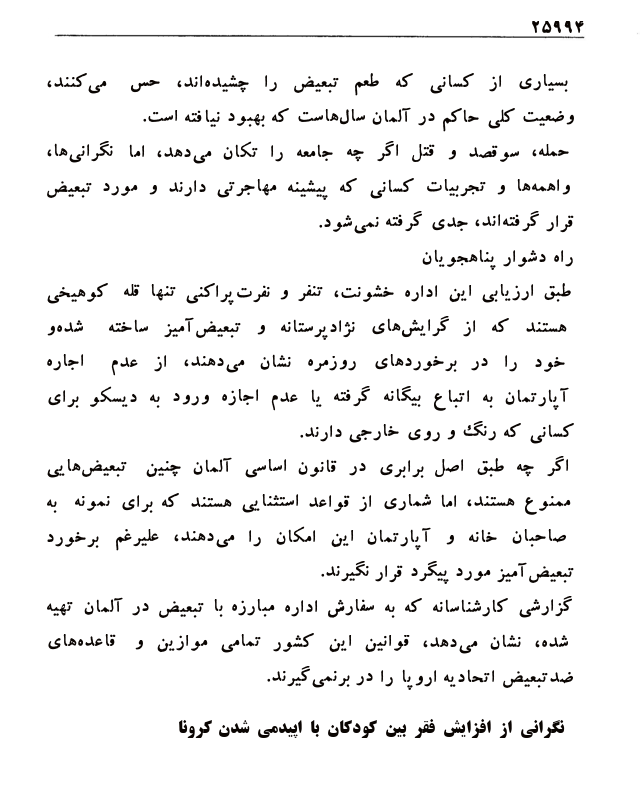 ۲۵۹۹۴
بسیاری از کسانی که طعم تبعیض را چشیده‌اند، حس می‌کنند،
وضعیت کلی حاکم در آلمان سال‌هاست که بهبود نیافته است.
حمله، سوقصد و قتل اگر چه جامعه را تکان می‌دهد، اما نگرانی‌ها،
واهمه‌ها و تجربیات کسانی که پیشینه مهاجرتی دارند و مورد تبعیض
قرار گرفته‌اند، جدی گرفته نمی‌شود.
راه دشوار پناهجویان
طبق ارزیابی این اداره خشونت، تنفر و نفرت‌پراکنی تنها قله کوهیخی
هستند که از گرایش‌های نژادپرستانه و تبعیض‌آمیز ساخته شده‌و
خود را در برخوردهای روزمره نشان می‌دهند، از عدم اجاره
آپارتمان به اتباع بیگانه گرفته یا عدم اجازه ورود به دیسکو برای
کسانی که رنگ و روی خارجی دارند.
اگر چه طبق اصل برابری در قانون اساسی آلمان چنین تبعیض‌هایی
ممنوع هستند، اما شماری از قواعد استثنایی هستند که برای نمونه به
صاحبان خانه و آپارتمان این امکان را می‌دهند، علیرغم برخورد
تبعیض‌آمیز مورد پیگرد قرار نگیرند.
گزارشی کارشناسانه که به سفارش اداره مبارزه با تبعیض در آلمان تهیه
شده، نشان می‌دهد، قوانین این کشور تمامی موازین و قاعده‌های
ضدتبعیض اتحادیه اروپا را در برنمی‌گیرند.
نگرانی از افزایش فقر بین کودکان با اپیدمی شدن کرونا